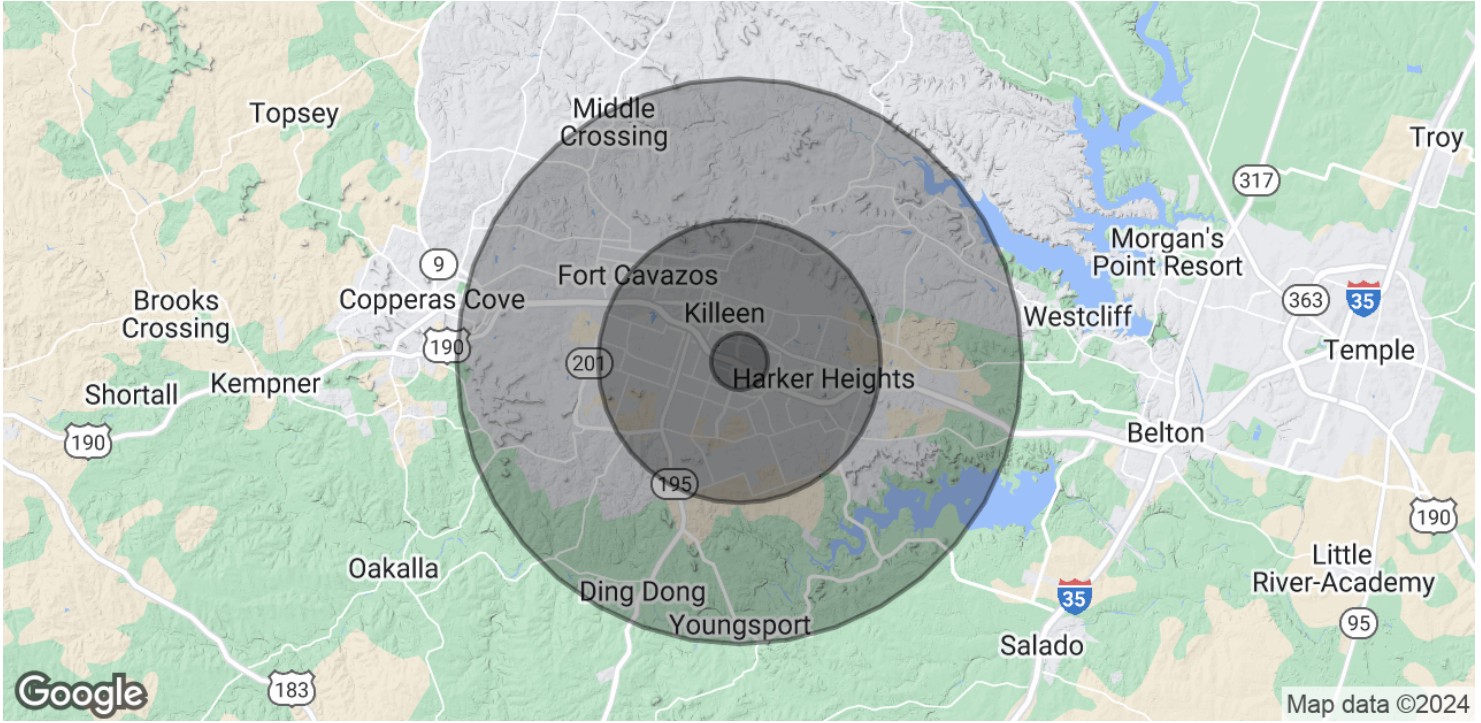 Topsey
Middle
Crossing
Troy
317
Morgan's
Point Resort
9
Fort Cavazos
Copperas Cove
Brooks
Crossing
Killeen
Westcliff
363
35
190
201
Temple
Harker Heights
Shortall
Kempner
190
Belton
195
190
Oakalla
Ding Dong
Youngsport
35
Little
River-Academy
95
Salado
183
Google
Map data ©2024